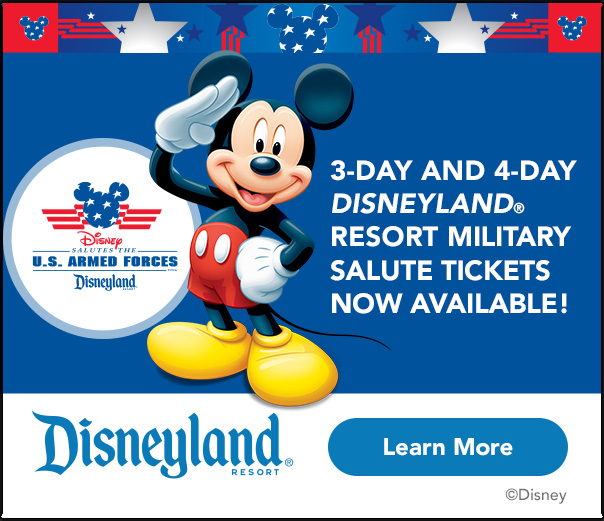 Disney
SALUTES THE
U.S. ARMED FORCES
Disneyland
RESORT
3-DAY AND 4-DAY
DISNEYLAND®
RESORT MILITARY
SALUTE TICKETS
NOW AVAILABLE!
Disneyland®
RESORT
Learn More
©Disney